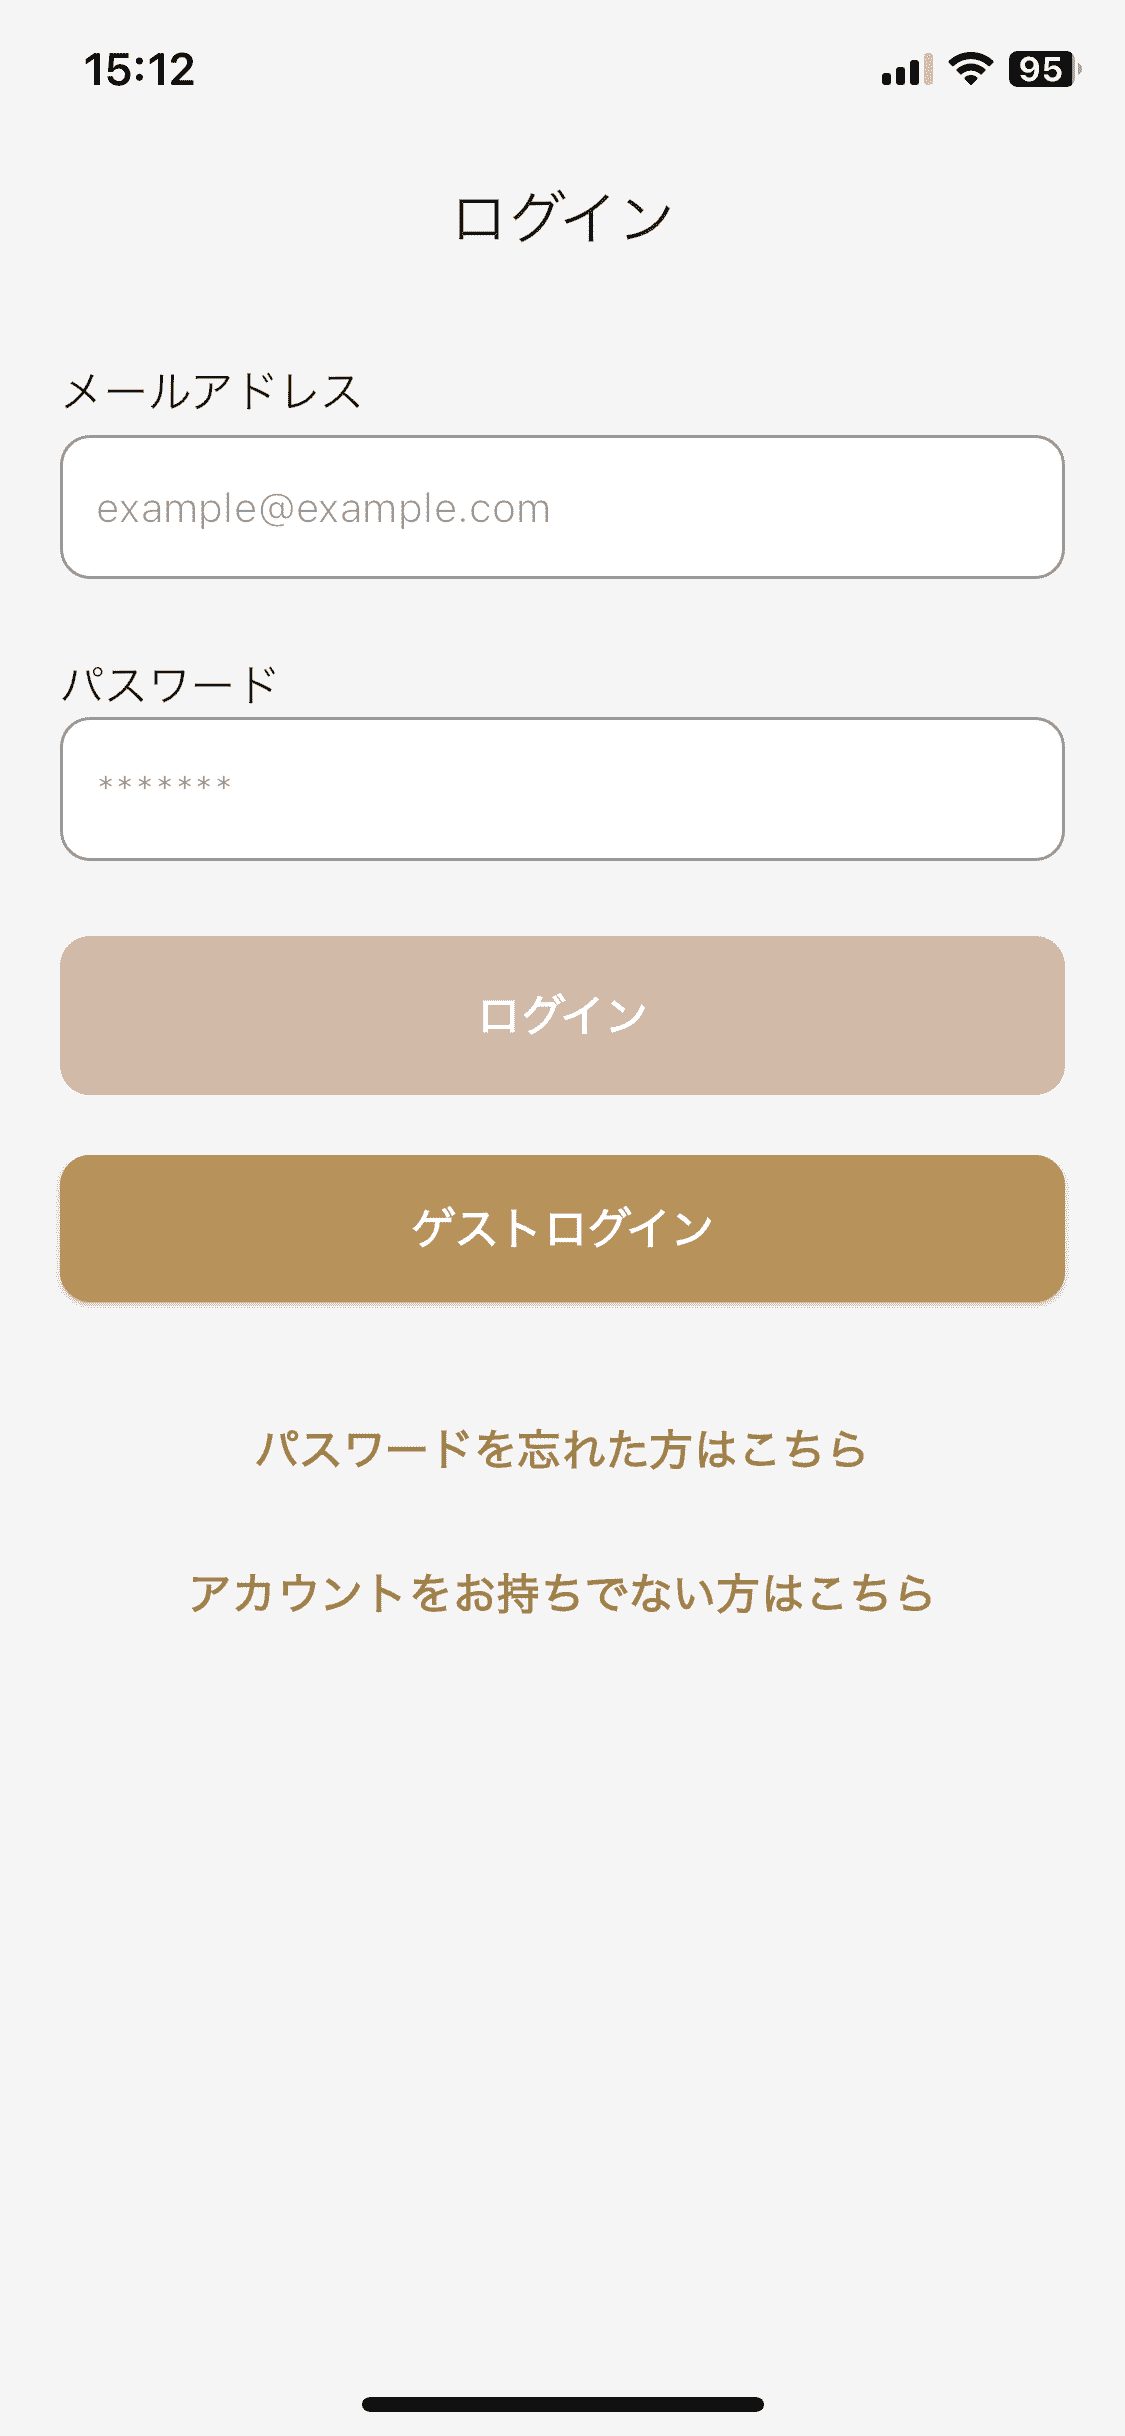 15:12
95
ログイン
メールアドレス
example@example.com
パスワード
*******
ログイン
ゲストログイン
パスワードを忘れた方はこちら
アカウントをお持ちでない方はこちら